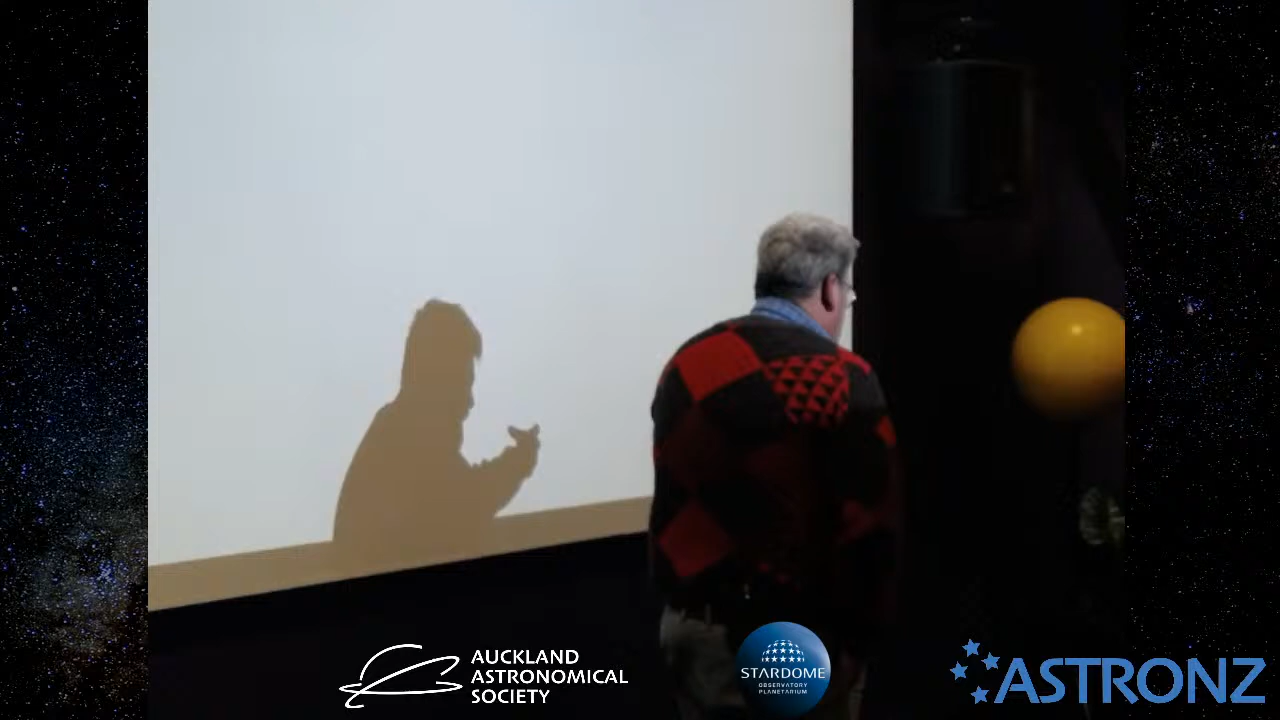 AUCKLAND
ASTRONOMICAL
SOCIETY
STARDOME
OBSERVATORY
PLANETARIUM
ASTRONZ